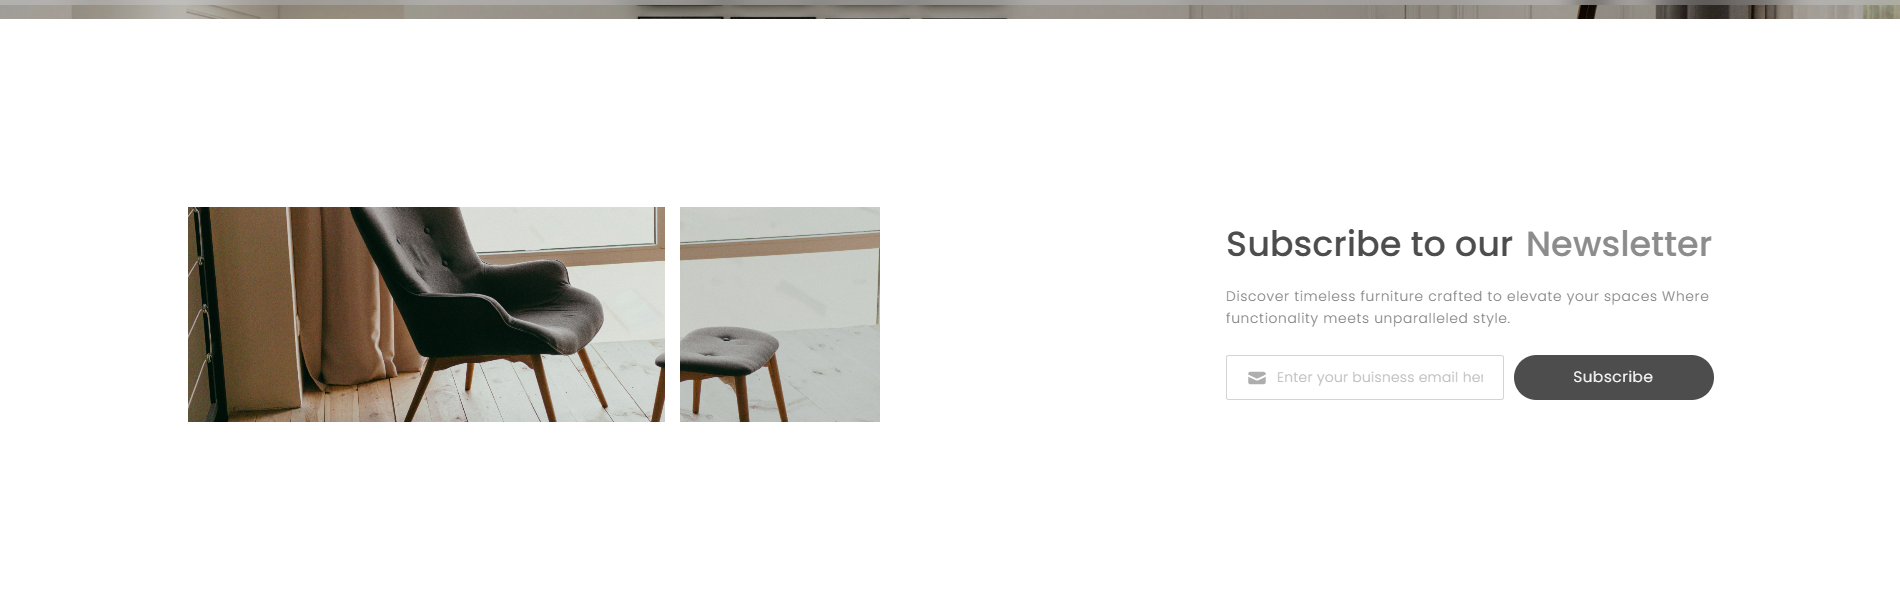 Subscribe to our Newsletter
Discover timeless furniture crafted to elevate your spaces Where
functionality meets unparalleled style.
Enter your buisness email her
Subscribe